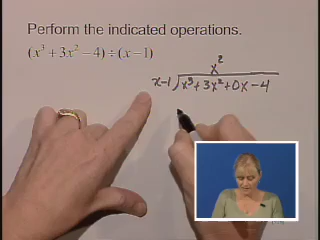 Perform the indicated operations.
(x³ + 3x² − 4) ÷ (x − 1)
x²
x-1 x³+3x²+0x-4